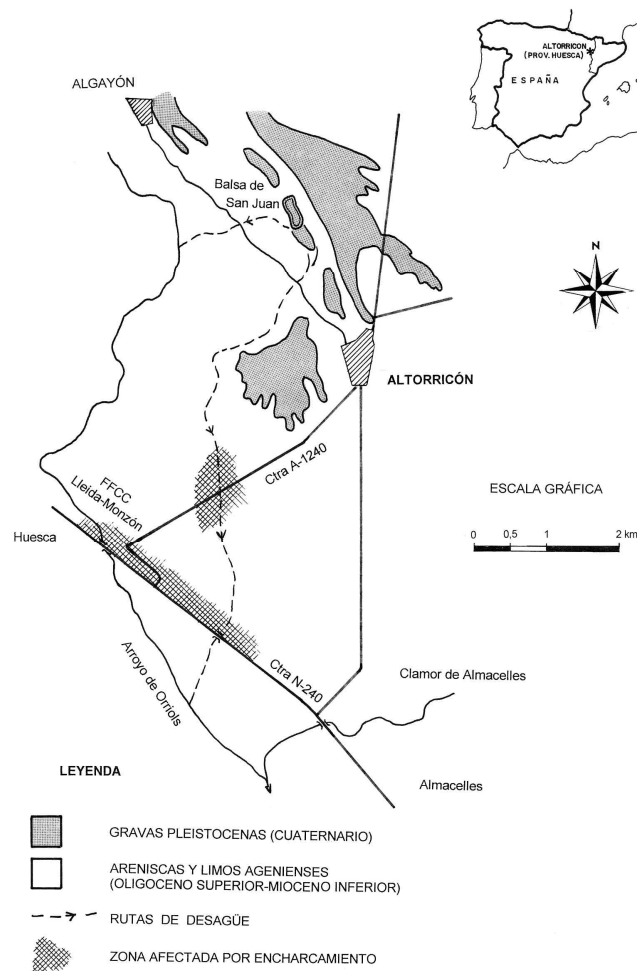 ALTORRICON
(PROV. HUESCA)
ESPAÑA
ALGAYÓN
Balsa de
San Juan
N
ALTORRICÓN
Ctra A-1240
FFCC
Lleida-Monzón
ESCALA GRÁFICA
Huesca
0 0,5 1 2 km
Arroyo de Orriols
Ctra N-240
Clamor de Almacelles
LEYENDA
Almacelles
GRAVAS PLEISTOCENAS (CUATERNARIO)
ARENISCAS Y LIMOS AGENIENSES
(OLIGOCENO SUPERIOR-MIOCENO INFERIOR)
RUTAS DE DESAGÜE
ZONA AFECTADA POR ENCHARCAMIENTO